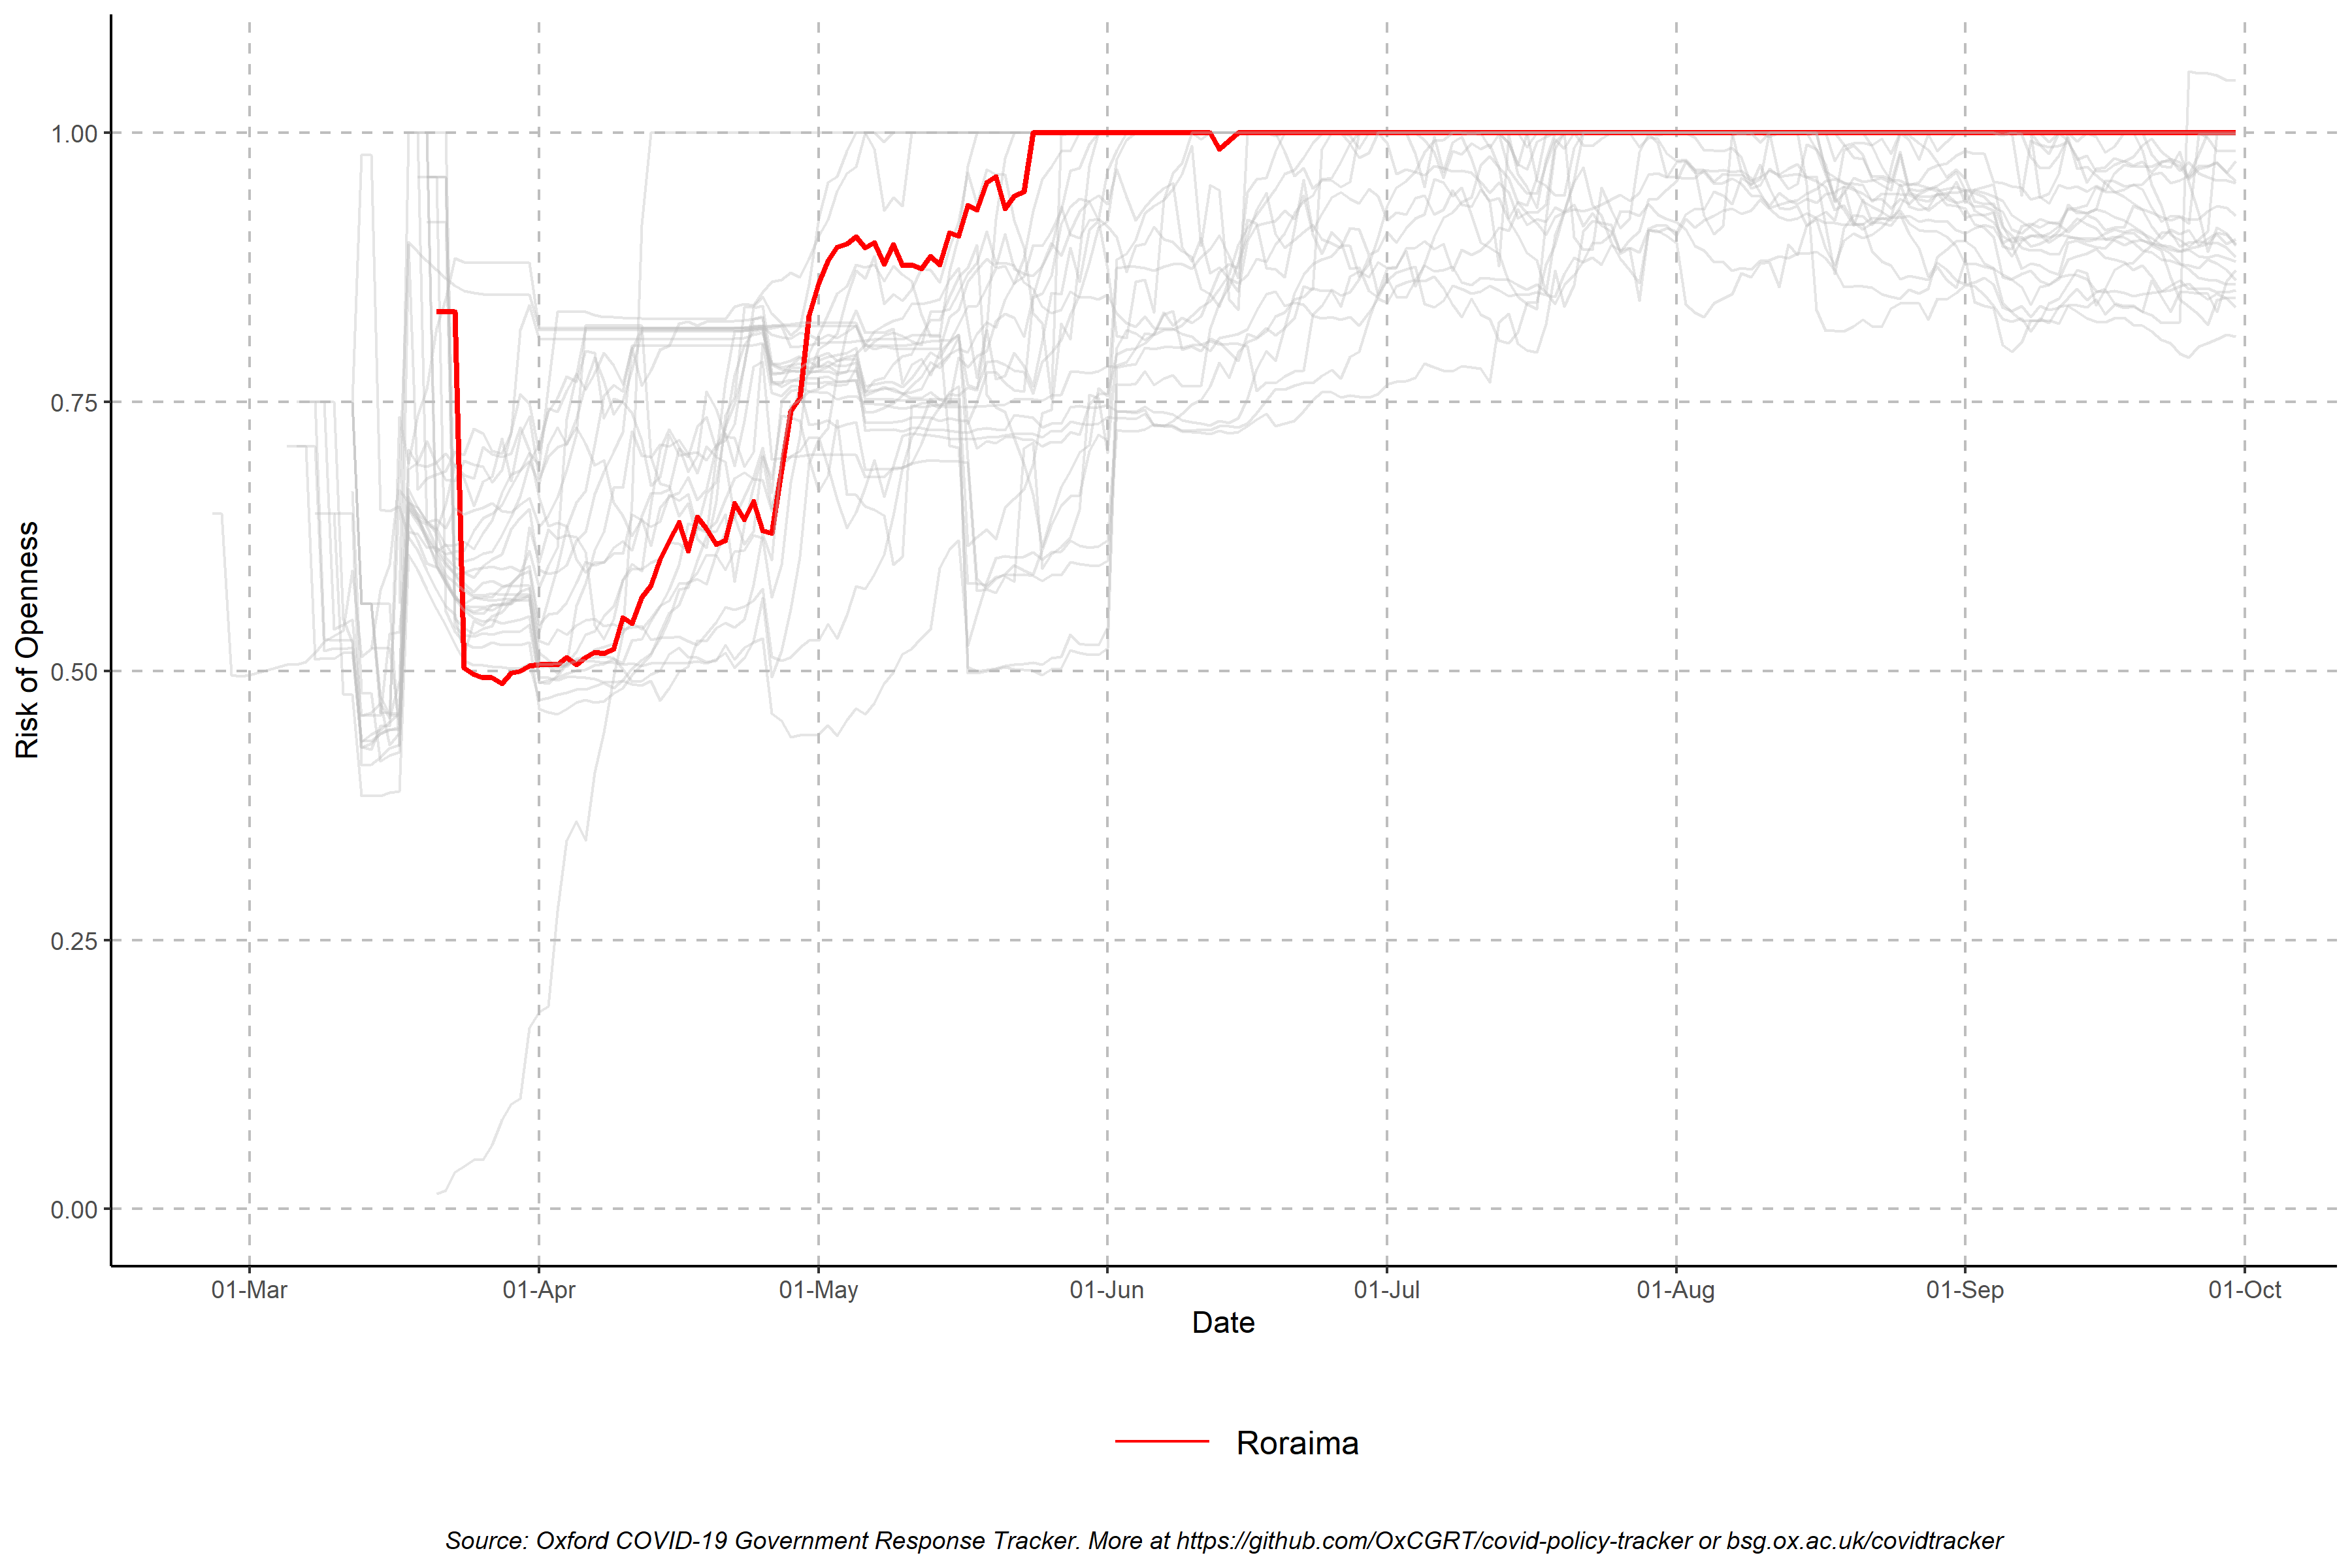 1.00
0.75
0.50
0.25
0.00
Risk of Openness
01-Mar 01-Apr 01-May 01-Jun 01-Jul 01-Aug 01-Sep 01-Oct
Date
Roraima
Source: Oxford COVID-19 Government Response Tracker. More at https://github.com/OxCGRT/covid-policy-tracker or bsg.ox.ac.uk/covidtracker